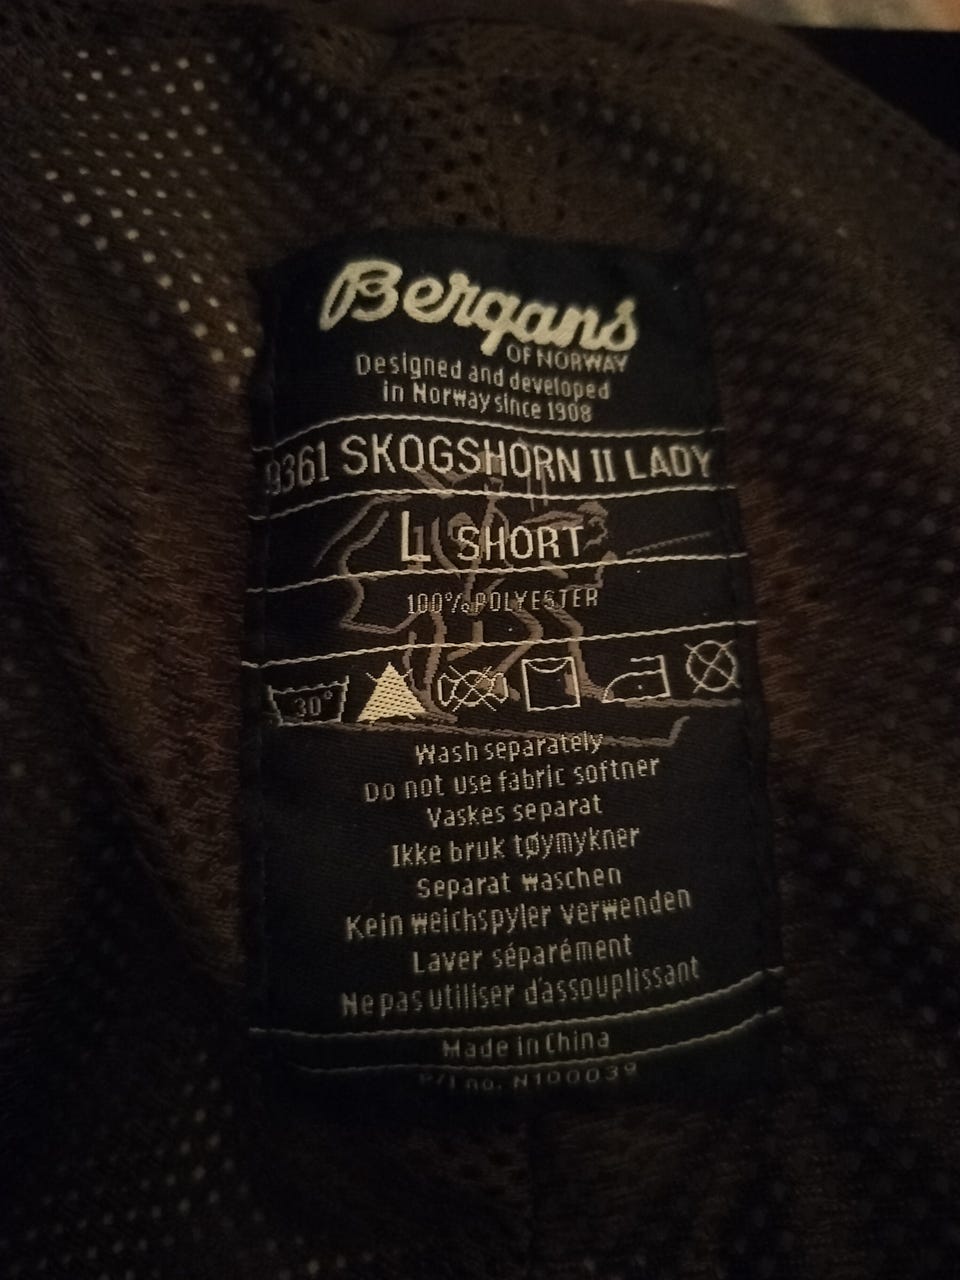 Bergans
OF NORWAY
Designed and developed
in Norway since 1908
9361 SKOGSHORN II LADY
L SHORT
100% POLYESTER
30°
Wash separately
Do not use fabric softner
Vaskes separat
Ikke bruk tøymykner
Separat waschen
Kein weichspyler verwenden
Laver séparément
Ne pas utiliser d'assouplissant
Made in China
P/I no. N100039